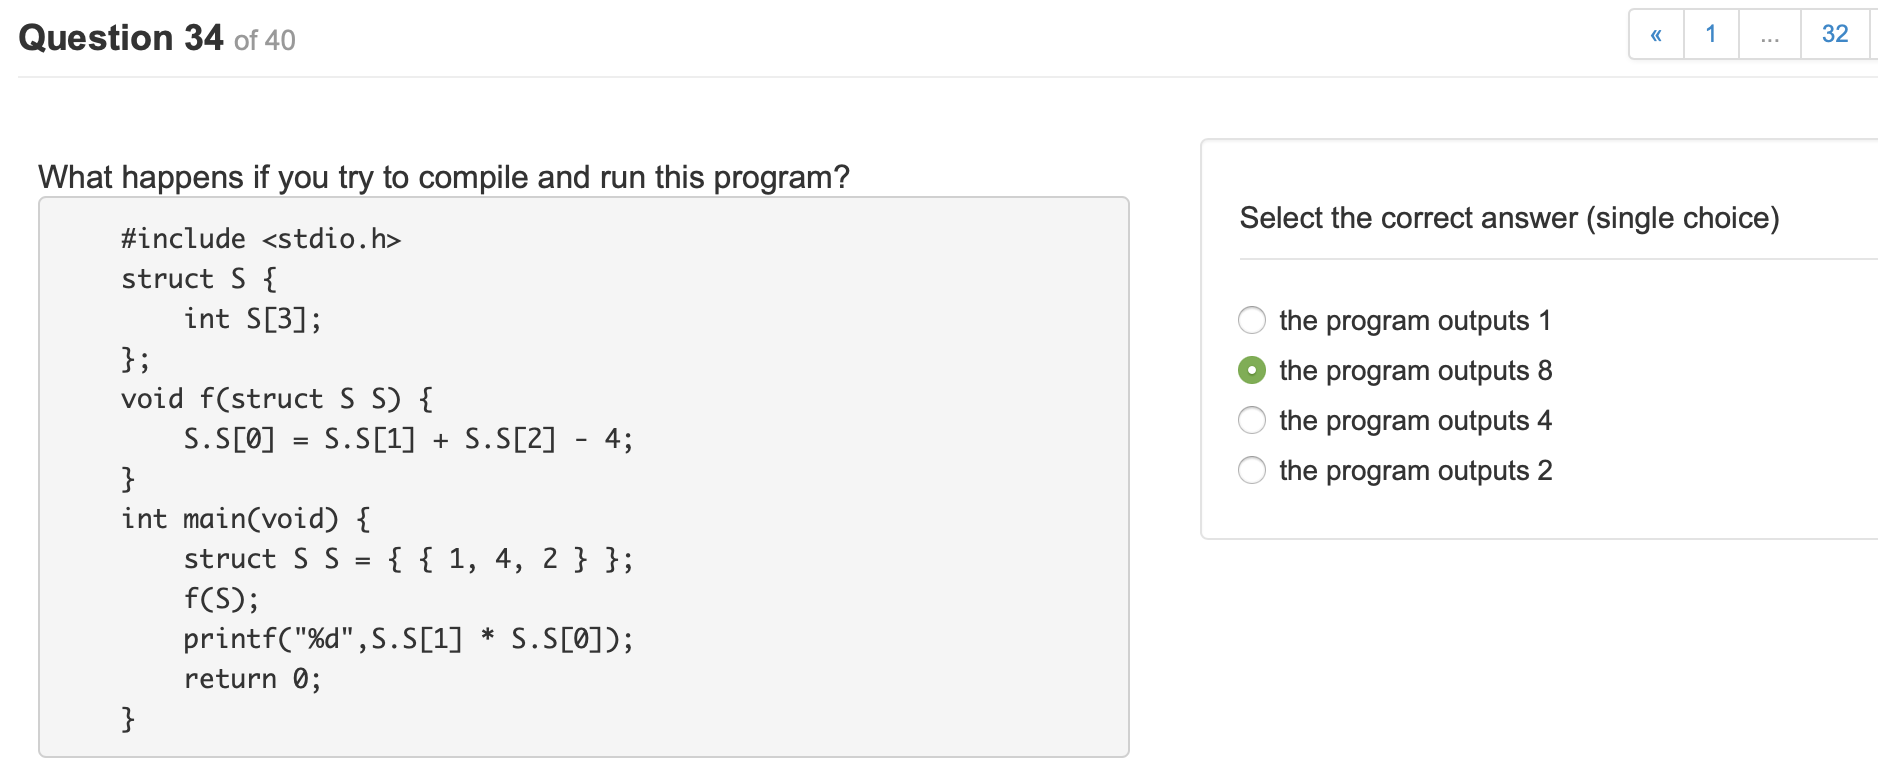 Question 34 of 40
« 1 ... 32
What happens if you try to compile and run this program?
#include <stdio.h>
struct S {
    int S[3];
};
void f(struct S S) {
    S.S[0] = S.S[1] + S.S[2] - 4;
}
int main(void) {
    struct S S = { { 1, 4, 2 } };
    f(S);
    printf("%d",S.S[1] * S.S[0]);
    return 0;
}
Select the correct answer (single choice)
the program outputs 1
the program outputs 8
the program outputs 4
the program outputs 2